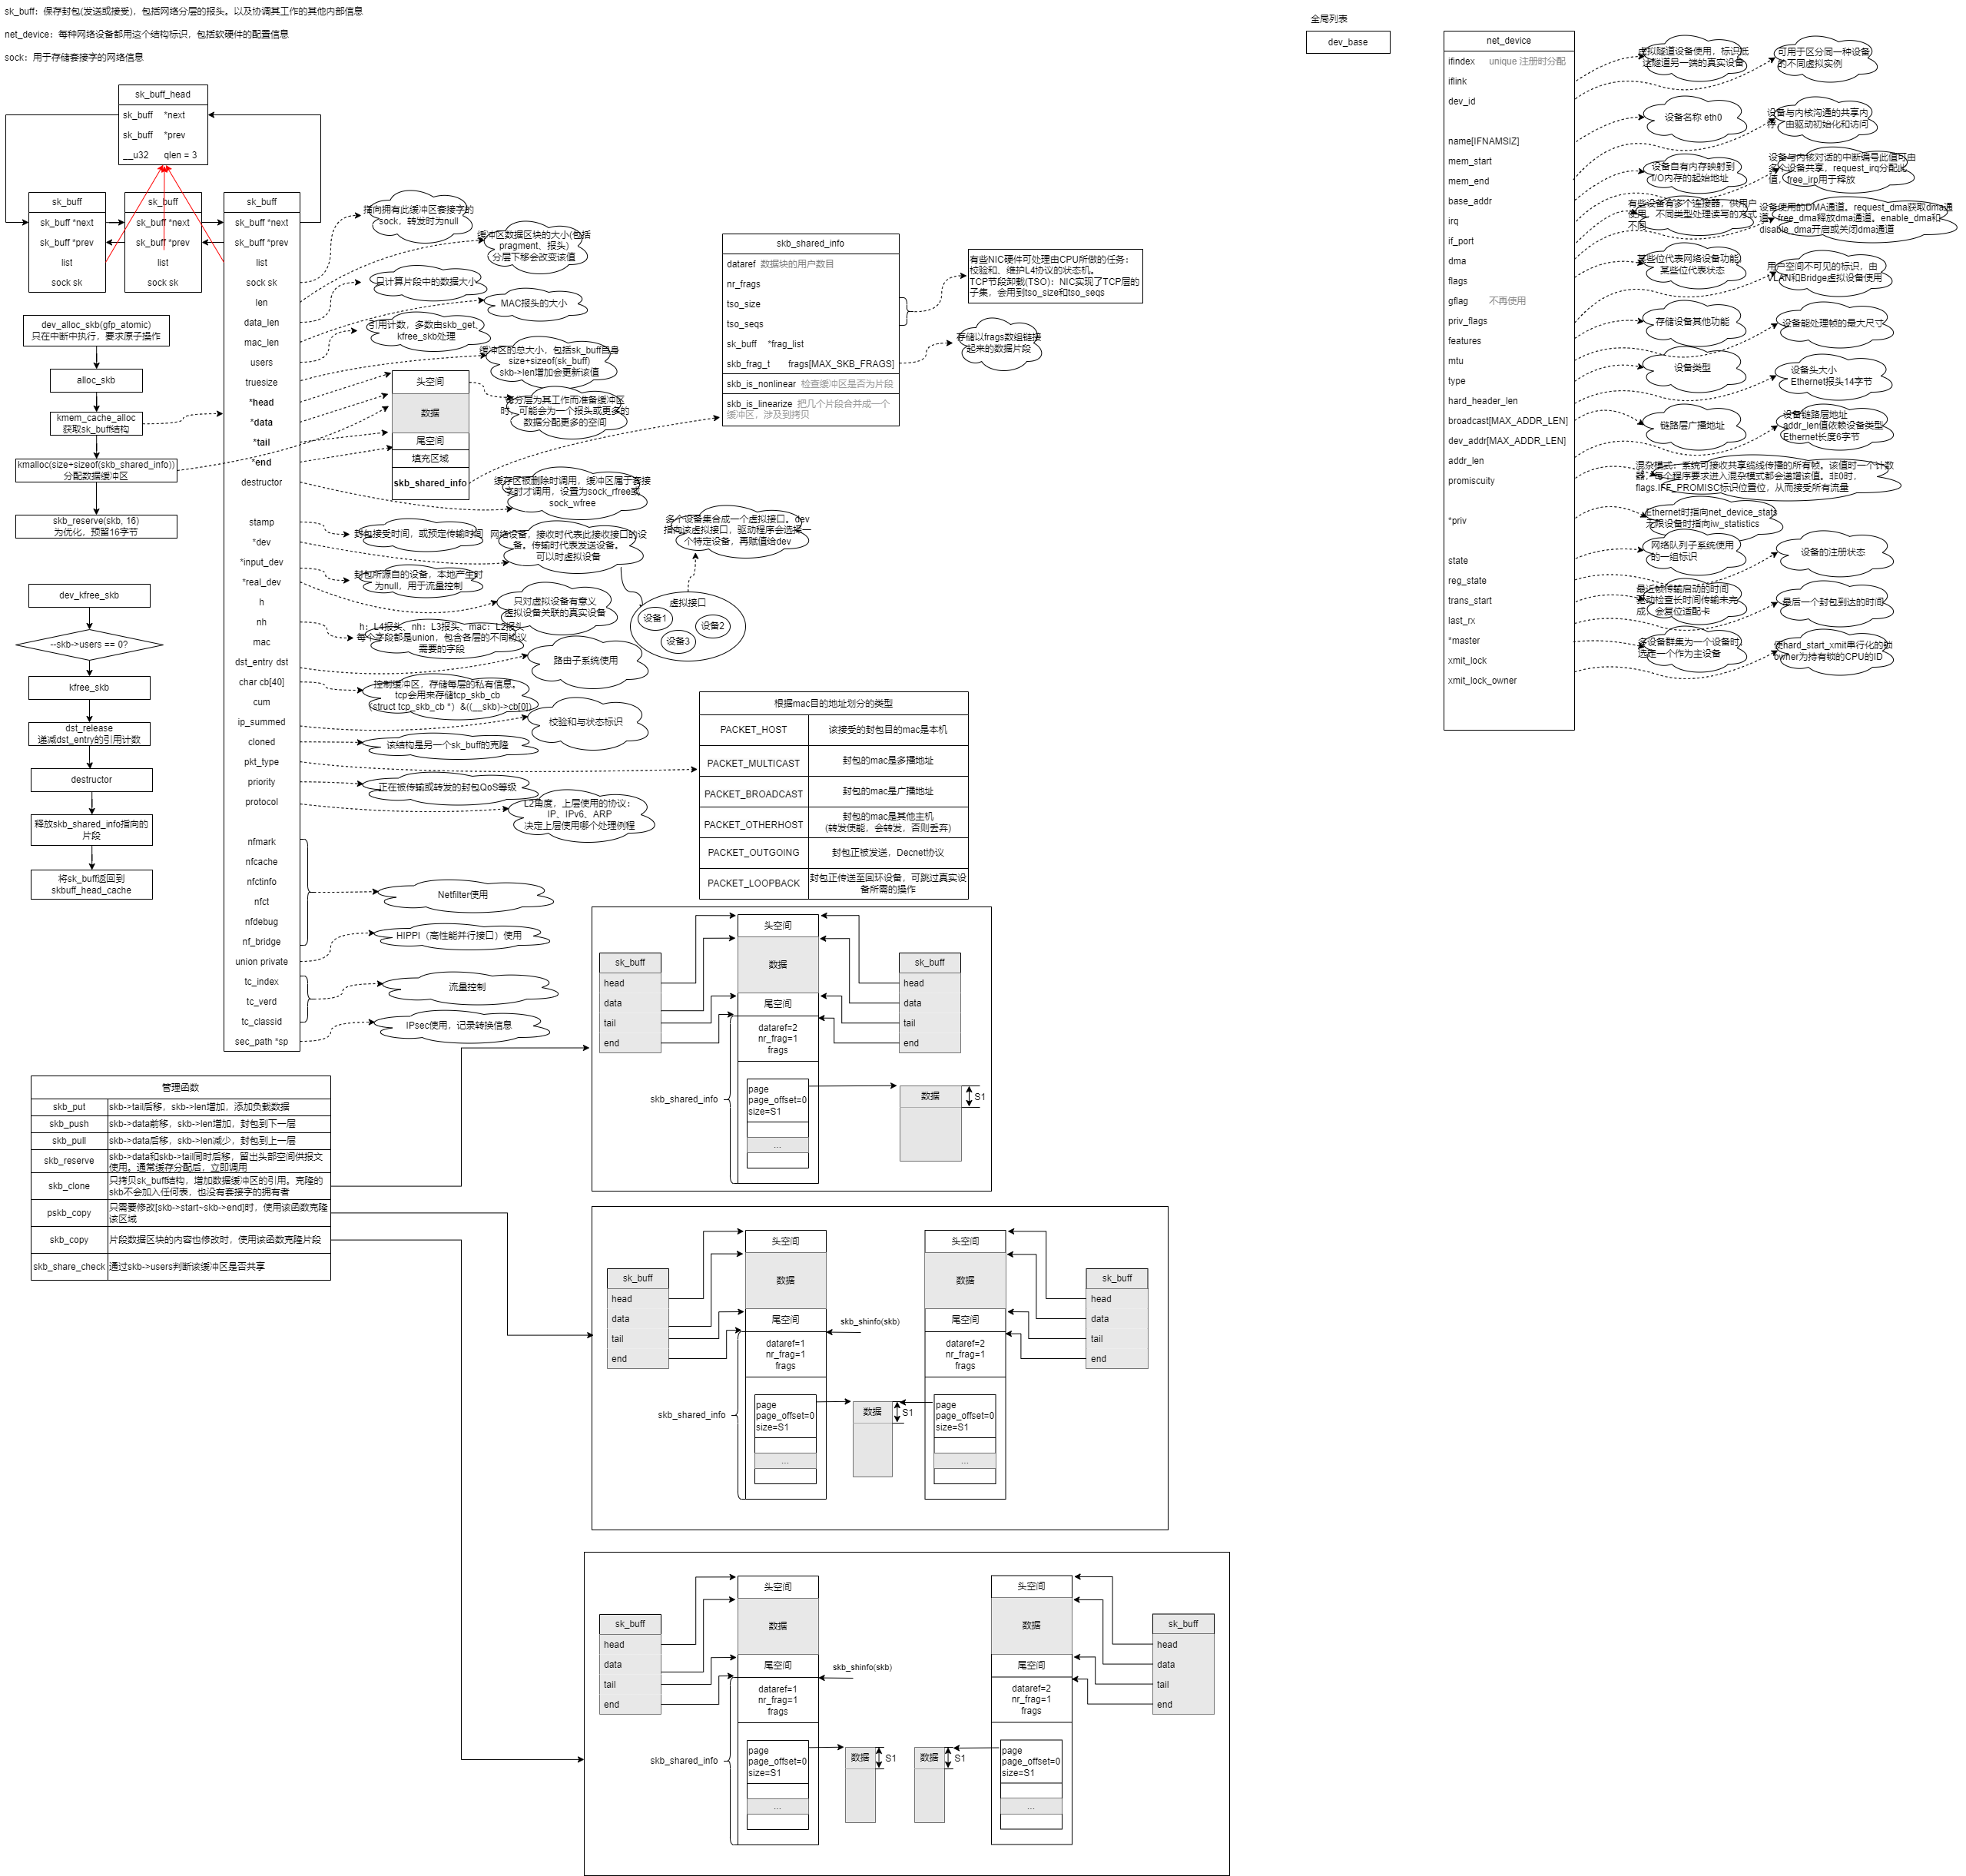 sk_buff：保存封包(发送或接受)，包括网络分层的报头。以及协调其工作的其他内部信息
net_device：每种网络设备都用这个结构标识，包括软硬件的配置信息
sock：用于存储套接字的网络信息
sk_buff_head
sk_buff *next
sk_buff *prev
__u32 qlen = 3
sk_buff
sk_buff *next
sk_buff *prev
list
sock sk
sk_buff
sk_buff *next
sk_buff *prev
list
sock sk
sk_buff
sk_buff *next
sk_buff *prev
list
sock sk
len
data_len
mac_len
users
truesize
*head
*data
*tail
*end
destructor
stamp
*dev
*input_dev
*real_dev
h
nh
mac
dst_entry dst
char cb[40]
cum
ip_summed
cloned
pkt_type
priority
protocol
nfmark
nfcache
nfctinfo
nfct
nfdebug
nf_bridge
union private
tc_index
tc_verd
tc_classid
sec_path *sp
dev_alloc_skb(gfp_atomic)
只在中断中执行，要求原子操作
alloc_skb
kmem_cache_alloc
获取sk_buff结构
kmalloc(size+sizeof(skb_shared_info))
分配数据缓冲区
skb_reserve(skb, 16)
为优化，预留16字节
dev_kfree_skb
--skb->users == 0?
kfree_skb
dst_release
递减dst_entry的引用计数
destructor
释放skb_shared_info指向的
片段
将sk_buff返回到
skbuff_head_cache
指向拥有此缓冲区套接字的
sock，转发时为null
缓冲区数据区块的大小(包括
pragment、报头)
分层下移会改变该值
只计算片段中的数据大小
MAC报头的大小
引用计数，多数由skb_get、
kfree_skb处理
缓冲区的总大小，包括sk_buff自身
size+sizeof(sk_buff)
skb->len增加会更新该值
头空间
数据
尾空间
填充区域
skb_shared_info
每分层为其工作而准备缓冲区
时，可能会为一个报头或更多的
数据分配更多的空间
缓存区被删除时调用，缓冲区属于套接
字时才调用，设置为sock_rfree或
sock_wfree
封包接受时间，或预定传输时间
网络设备，接收时代表此接收接口的设
备。传输时代表发送设备。
可以时虚拟设备
封包所源自的设备，本地产生时
为null，用于流量控制
只对虚拟设备有意义
虚拟设备关联的真实设备
h：L4报头、nh：L3报头、mac：L2报头
每个字段都是union，包含各层的不同协议
需要的字段
路由子系统使用
控制缓冲区，存储每层的私有信息。
tcp会用来存储tcp_skb_cb
（struct tcp_skb_cb *）&((__skb)->cb[0])
校验和与状态标识
该结构是另一个sk_buff的克隆
正在被传输或转发的封包QoS等级
L2角度，上层使用的协议：
IP、IPv6、ARP
决定上层使用哪个处理例程
Netfilter使用
HIPPI（高性能并行接口）使用
流量控制
IPsec使用，记录转换信息
多个设备集合成一个虚拟接口。dev
指向该虚拟接口，驱动程序会选择一
个特定设备，再赋值给dev
虚拟接口
设备1
设备2
设备3
skb_shared_info
dataref 数据块的用户数目
nr_frags
tso_size
tso_seqs
sk_buff *frag_list
skb_frag_t frags[MAX_SKB_FRAGS]
skb_is_nonlinear 检查缓冲区是否为片段
skb_is_linearize 把几个片段合并成一个
缓冲区，涉及到拷贝
有些NIC硬件可处理由CPU所做的任务：
校验和、维护L4协议的状态机。
TCP节段卸载(TSO)：NIC实现了TCP层的
子集，会用到tso_size和tso_seqs
存储以frags数组链接
起来的数据片段
根据mac目的地址划分的类型
PACKET_HOST 该接受的封包目的mac是本机
PACKET_MULTICAST 封包的mac是多播地址
PACKET_BROADCAST 封包的mac是广播地址
PACKET_OTHERHOST 封包的mac是其他主机
(转发使能，会转发，否则丢弃)
PACKET_OUTGOING 封包正被发送，Decnet协议
PACKET_LOOPBACK 封包正传送至回环设备，可跳过真实设
备所需的操作
管理函数
skb_put skb->tail后移，skb->len增加，添加负载数据
skb_push skb->data前移，skb->len增加，封包到下一层
skb_pull skb->data后移，skb->len减少，封包到上一层
skb_reserve skb->data和skb->tail同时后移，留出头部空间供报文
使用。通常缓存分配后，立即调用
skb_clone 只拷贝sk_buff结构，增加数据缓冲区的引用。克隆的
skb不会加入任何表，也没有套接字的拥有者
pskb_copy 只需要修改[skb->start~skb->end]时，使用该函数克隆
该区域
skb_copy 片段数据区块的内容也修改时，使用该函数克隆片段
skb_share_check 通过skb->users判断该缓冲区是否共享
sk_buff
head
data
tail
end
头空间
数据
尾空间
dataref=2
nr_frag=1
frags
skb_shared_info
page
page_offset=0
size=S1
...
sk_buff
head
data
tail
end
数据
S1
sk_buff
head
data
tail
end
头空间
数据
尾空间
dataref=1
nr_frag=1
frags
skb_shinfo(skb)
skb_shared_info
page
page_offset=0
size=S1
...
数据
S1
头空间
数据
尾空间
dataref=2
nr_frag=1
frags
page
page_offset=0
size=S1
...
sk_buff
head
data
tail
end
sk_buff
head
data
tail
end
头空间
数据
尾空间
dataref=1
nr_frag=1
frags
skb_shinfo(skb)
skb_shared_info
page
page_offset=0
size=S1
...
数据
S1
数据
S1
头空间
数据
尾空间
dataref=2
nr_frag=1
frags
page
page_offset=0
size=S1
...
sk_buff
head
data
tail
end
全局列表
dev_base
net_device
ifindex unique 注册时分配
iflink
dev_id
name[IFNAMSIZ]
mem_start
mem_end
base_addr
irq
if_port
dma
flags
gflag 不再使用
priv_flags
features
mtu
type
hard_header_len
broadcast[MAX_ADDR_LEN]
dev_addr[MAX_ADDR_LEN]
addr_len
promiscuity
*priv
state
reg_state
trans_start
last_rx
*master
xmit_lock
xmit_lock_owner
虚拟隧道设备使用，标识抵
达隧道另一端的真实设备
可用于区分同一种设备
的不同虚拟实例
设备名称 eth0
设备与内核沟通的共享内
存，由驱动初始化和访问
设备自有内存映射到
I/O内存的起始地址
设备与内核对话的中断编号此值可由
多个设备共享，request_irq分配此
值，free_irp用于释放
有些设备有多个连接器，供用户
使用，不同类型处理读写的方式
不同
设备使用的DMA通道。request_dma获取dma通
道，free_dma释放dma通道。enable_dma和
disable_dma开启或关闭dma通道
某些位代表网络设备功能，
某些位代表状态
用户空间不可见的标识，由
VLAN和Bridge虚拟设备使用
存储设备其他功能
设备能处理帧的最大尺寸
设备类型
设备头大小
Ethernet报头14字节
链路层广播地址
设备链路层地址
addr_len值依赖设备类型
Ethernet长度6字节
混杂模式：系统可接收共享缆线传播的所有帧。该值时一个计数
器，每个程序要求进入混杂模式都会递增该值。非0时，
flags.IFF_PROMISC标识位置位，从而接受所有流量
Ethernet时指向net_device_stats
无限设备时指向iw_statistics
网络队列子系统使用
的一组标识
设备的注册状态
最近帧传输启动的时间
驱动检查长时间传输未完
成，会复位适配卡
最后一个封包到达的时间
多设备群集为一个设备时，
选定一个作为主设备
使hard_start_xmit串行化的锁
owner为持有锁的CPU的ID